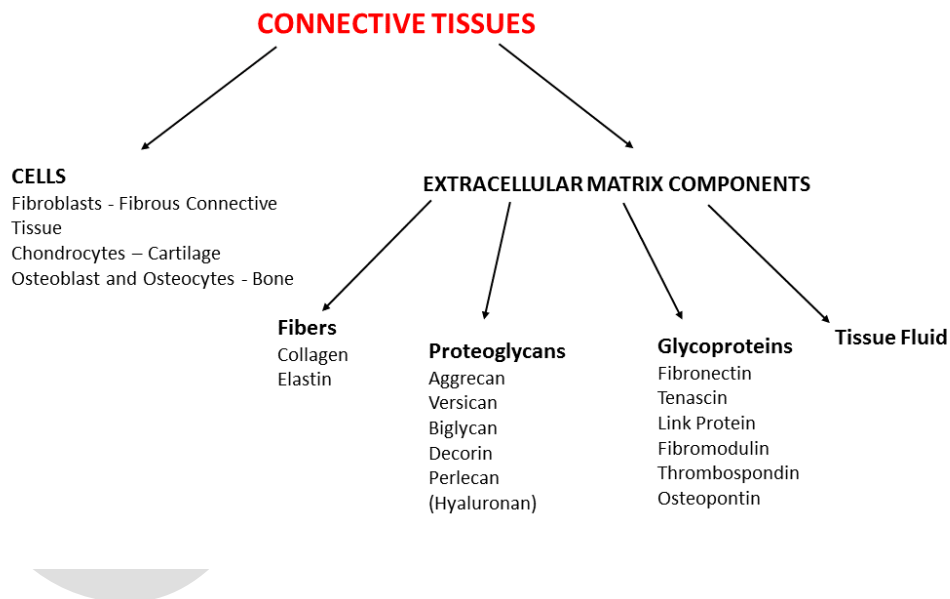 CONNECTIVE TISSUES
CELLS
Fibroblasts - Fibrous Connective
Tissue
Chondrocytes – Cartilage
Osteoblast and Osteocytes - Bone
EXTRACELLULAR MATRIX COMPONENTS
Fibers
Collagen
Elastin
Proteoglycans
Aggrecan
Versican
Biglycan
Decorin
Perlecan
(Hyaluronan)
Glycoproteins
Fibronectin
Tenascin
Link Protein
Fibromodulin
Thrombospondin
Osteopontin
Tissue Fluid